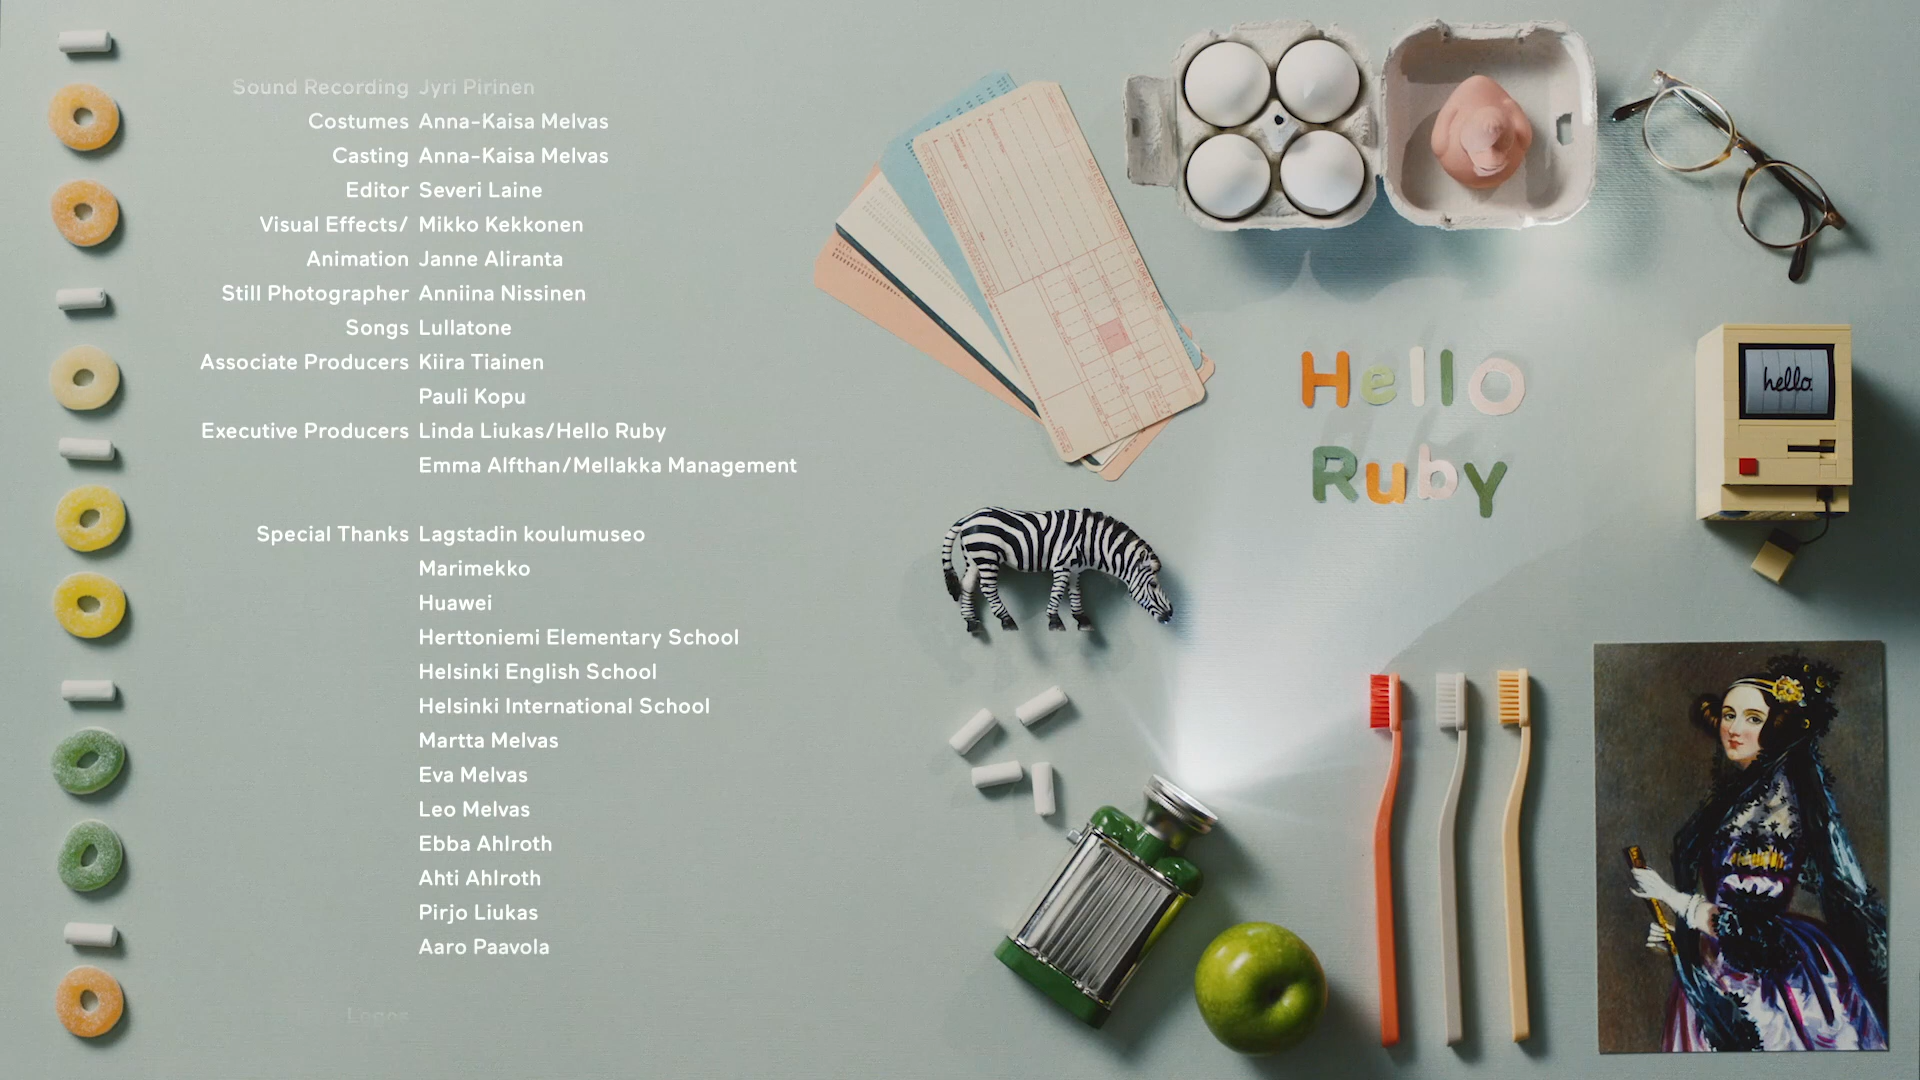 Sound Recording Jyri Pirinen
Costumes Anna-Kaisa Melvas
Casting Anna-Kaisa Melvas
Editor Severi Laine
Visual Effects/ Mikko Kekkonen
Animation Janne Aliranta
Still Photographer Anniina Nissinen
Songs Lullatone
Associate Producers Kiira Tiainen
Pauli Kopu
Executive Producers Linda Liukas/Hello Ruby
Emma Alfthan/Mellakka Management
Special Thanks Lagstadin koulumuseo
Marimekko
Huawei
Herttoniemi Elementary School
Helsinki English School
Helsinki International School
Martta Melvas
Eva Melvas
Leo Melvas
Ebba Ahlroth
Ahti Ahlroth
Pirjo Liukas
Aaro Paavola
Logos
Hello
Ruby
hello.